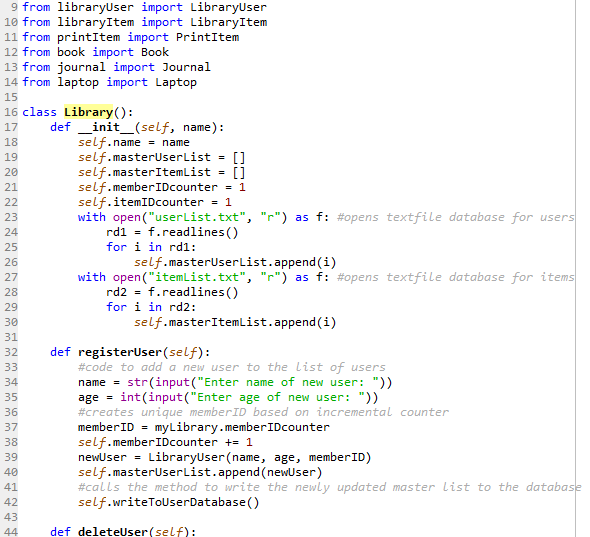 9 from libraryUser import LibraryUser
10 from libraryItem import LibraryItem
11 from printItem import PrintItem
12 from book import Book
13 from journal import Journal
14 from laptop import Laptop
15
16 class Library():
17     def __init__(self, name):
18         self.name = name
19         self.masterUserList = []
20         self.masterItemList = []
21         self.memberIDcounter = 1
22         self.itemIDcounter = 1
23         with open("userList.txt", "r") as f: #opens textfile database for users
24             rd1 = f.readlines()
25             for i in rd1:
26                 self.masterUserList.append(i)
27         with open("itemList.txt", "r") as f: #opens textfile database for items
28             rd2 = f.readlines()
29             for i in rd2:
30                 self.masterItemList.append(i)
31
32     def registerUser(self):
33         #code to add a new user to the list of users
34         name = str(input("Enter name of new user: "))
35         age = int(input("Enter age of new user: "))
36         #creates unique memberID based on incremental counter
37         memberID = myLibrary.memberIDcounter
38         self.memberIDcounter += 1
39         newUser = LibraryUser(name, age, memberID)
40         self.masterUserList.append(newUser)
41         #calls the method to write the newly updated master list to the database
42         self.writeToUserDatabase()
43
44     def deleteUser(self):